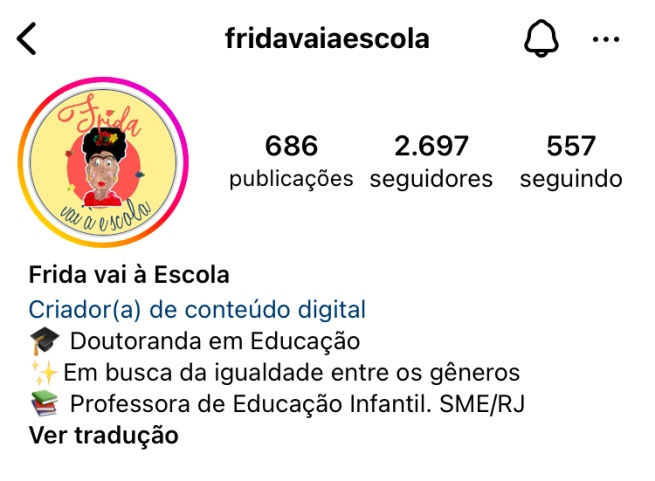 fridavaiaescola
Frida
vai à escola
686
publicações
2.697
seguidores
557
seguindo
Frida vai à Escola
Criador(a) de conteúdo digital
🎓 Doutoranda em Educação
✨Em busca da igualdade entre os gêneros
📚 Professora de Educação Infantil. SME/RJ
Ver tradução